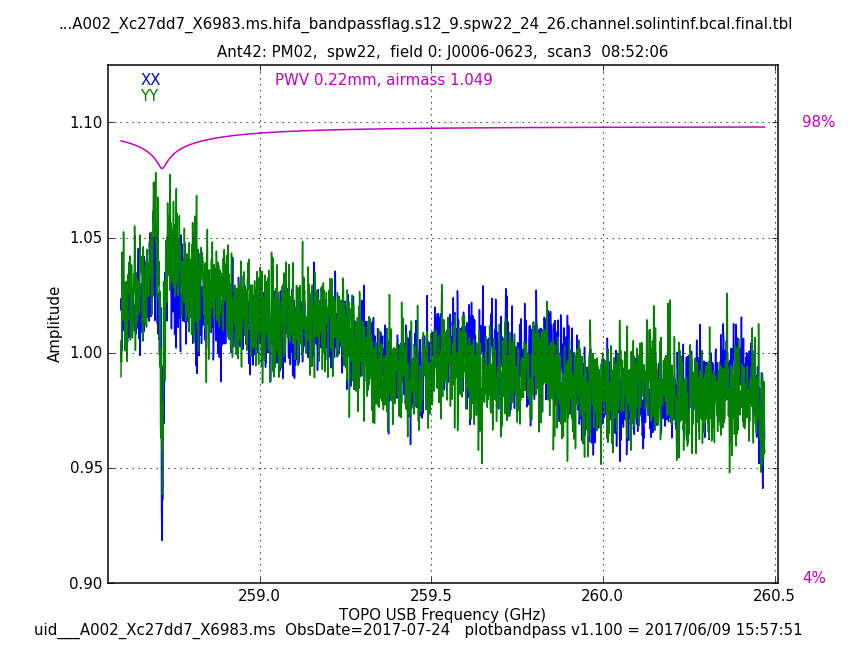 ...A002_Xc27dd7_X6983.ms.hifa_bandpassflag.s12_9.spw22_24_26.channel.solintinf.bcal.final.tbl
Ant42: PM02,  spw22,  field 0: J0006-0623,  scan3  08:52:06
XX
PWV 0.22mm, airmass 1.049
YY
1.10
98%
1.05
1.00
Amplitude
0.95
0.90
4%
259.0
259.5
260.0
260.5
TOPO USB Frequency (GHz)
uid___A002_Xc27dd7_X6983.ms  ObsDate=2017-07-24   plotbandpass v1.100 = 2017/06/09 15:57:51